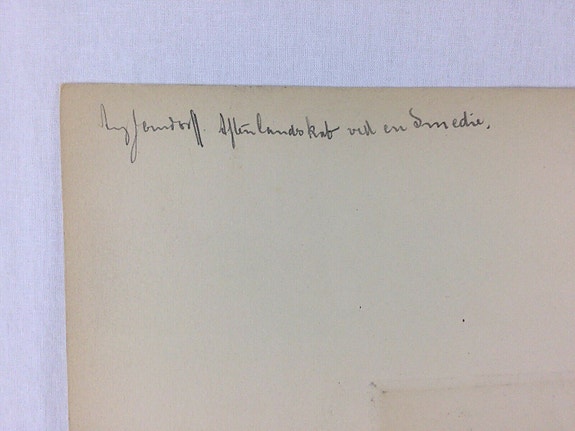 Aug Jerndorff. Aftenlandskab ved en Smedie.